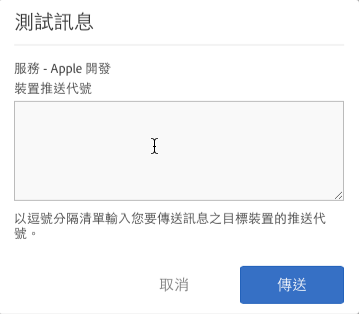 測試訊息
服務 - Apple 開發
裝置推送代號
以逗號分隔清單輸入您要傳送訊息之目標裝置的推送代
號。
取消
傳送